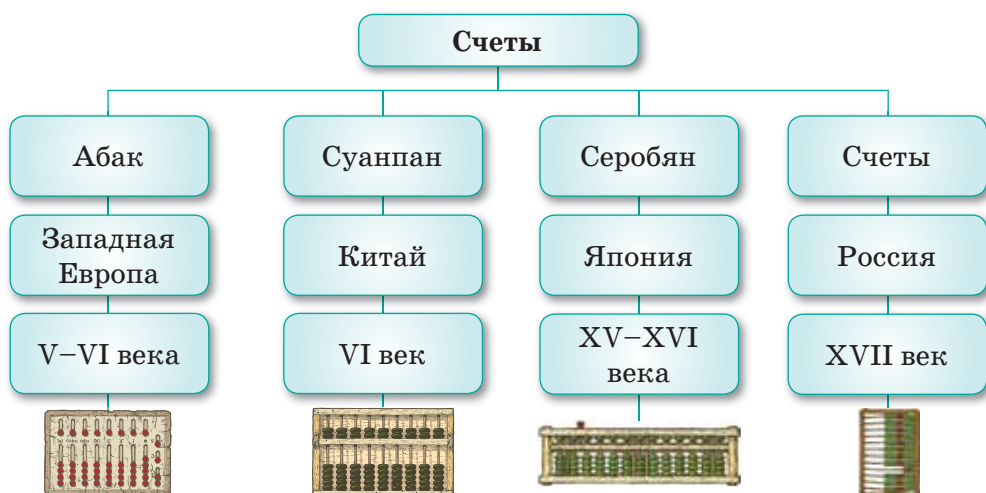 Счеты
Абак
Суанпан
Серобян
Счеты
Западная
Европа
Китай
Япония
Россия
V–VI века
VI век
XV–XVI
века
XVII век